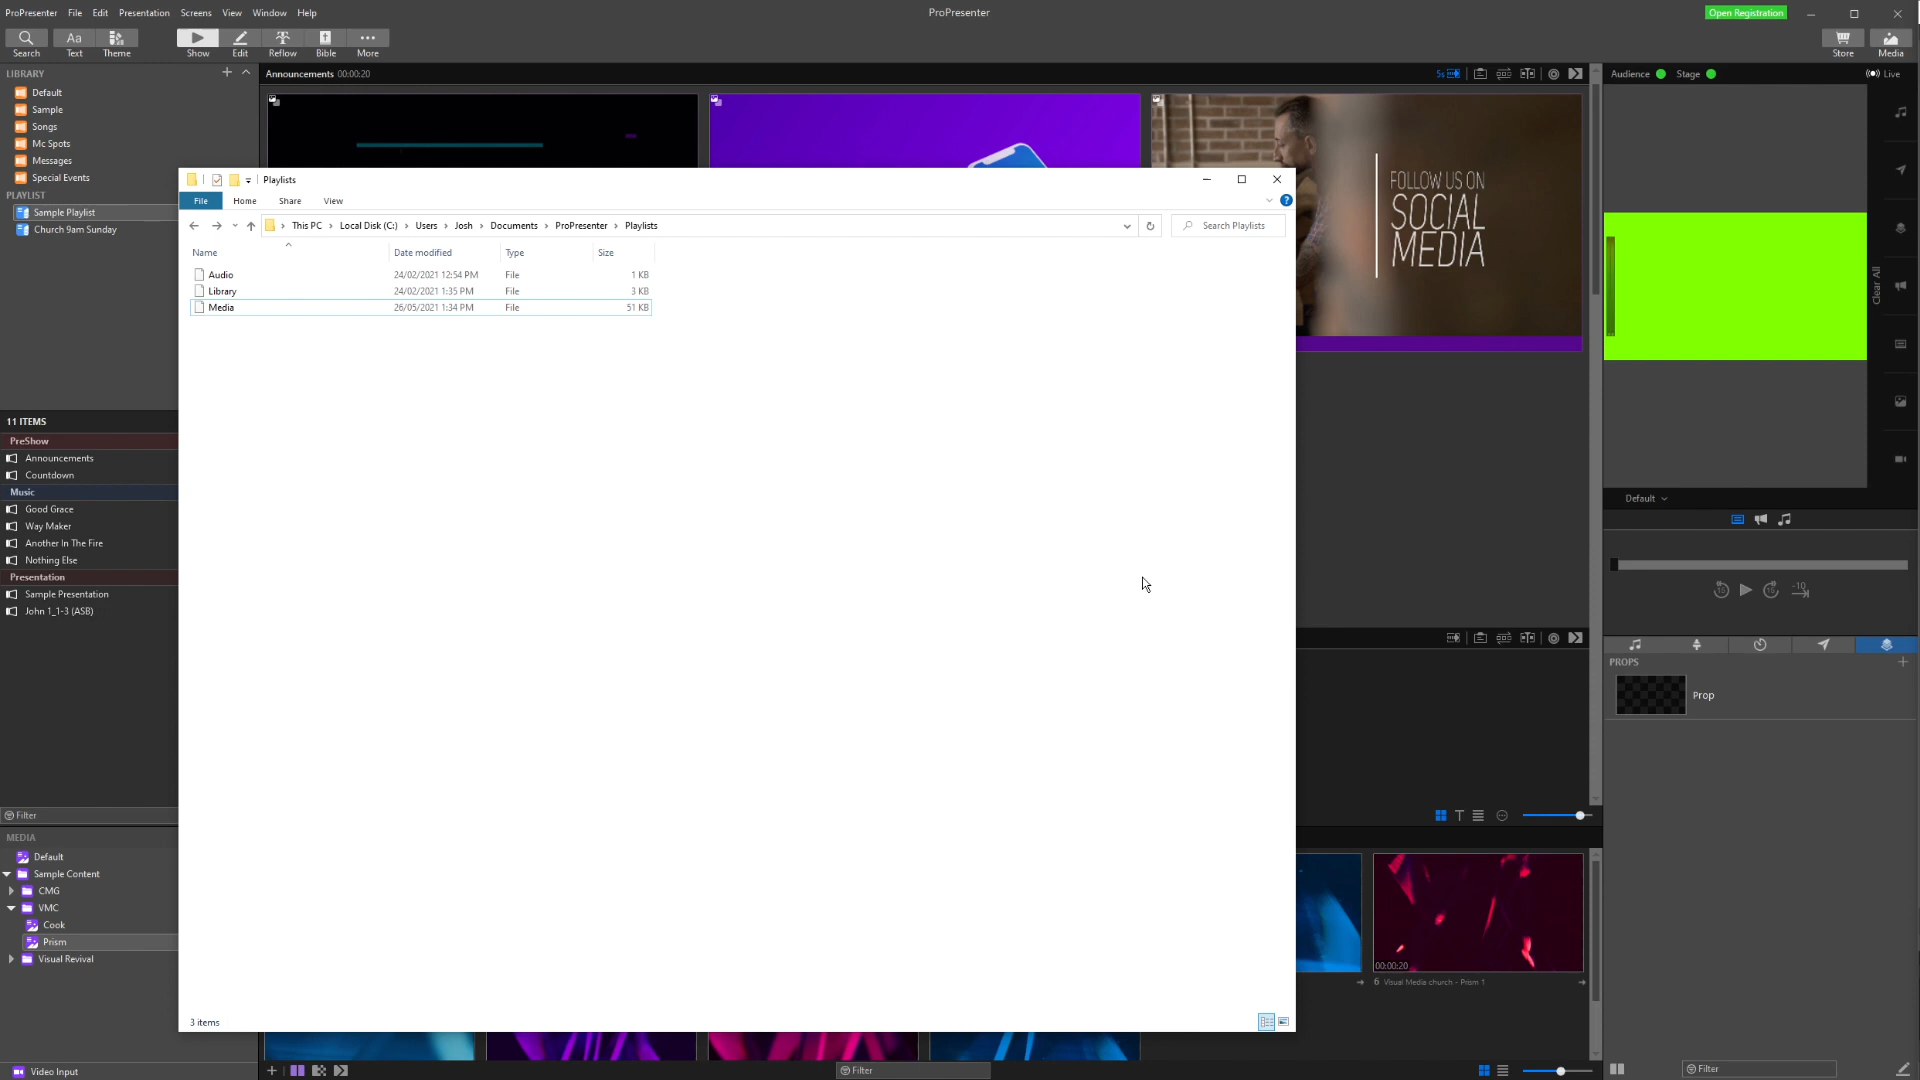 ProPresenter File Edit Presentation Screens View Window Help
ProPresenter
Open Registration
Search Text Theme Show Edit Reflow Bible More
Aa
Store Media
LIBRARY
Default
Sample
Songs
Mc Spots
Messages
Special Events
PLAYLIST
Sample Playlist
Church 9am Sunday
Announcements 00:00:20
5s
Audience Stage Live
FOLLOW US ON
SOCIAL
MEDIA
Clear All
Playlists
File Home Share View
This PC › Local Disk (C:) › Users › Josh › Documents › ProPresenter › Playlists
Search Playlists
Name Date modified Type Size
Audio 24/02/2021 12:54 PM File 1 KB
Library 24/02/2021 1:35 PM File 3 KB
Media 26/05/2021 1:34 PM File 51 KB
3 items
11 ITEMS
PreShow
Announcements
Countdown
Music
Good Grace
Way Maker
Another In The Fire
Nothing Else
Presentation
Sample Presentation
John 1_1-3 (ASB)
Filter
MEDIA
Default
Sample Content
CMG
VMC
Cook
Prism
Visual Revival
Video Input
Default
15 15 -10
PROPS
Prop
00:00:20
6 Visual Media church - Prism 1
Filter
Filter